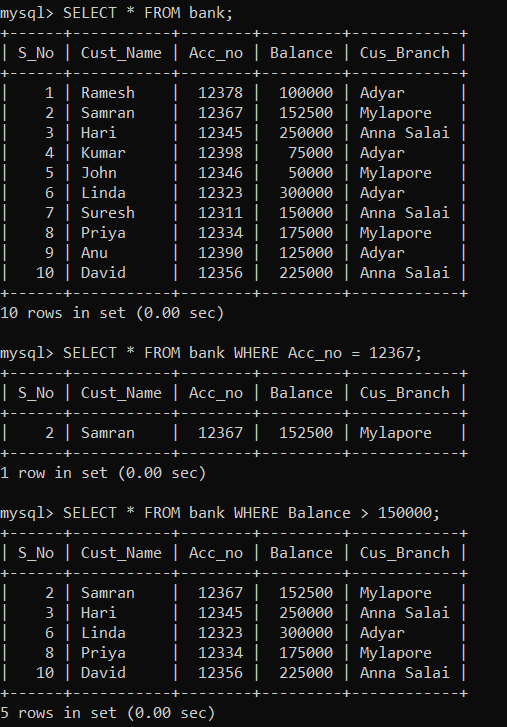 mysql> SELECT * FROM bank;
+------+-----------+--------+---------+------------+
| S_No | Cust_Name | Acc_no | Balance | Cus_Branch |
+------+-----------+--------+---------+------------+
|    1 | Ramesh    |  12378 |  100000 | Adyar      |
|    2 | Samran    |  12367 |  152500 | Mylapore   |
|    3 | Hari      |  12345 |  250000 | Anna Salai |
|    4 | Kumar     |  12398 |   75000 | Adyar      |
|    5 | John      |  12346 |   50000 | Mylapore   |
|    6 | Linda     |  12323 |  300000 | Adyar      |
|    7 | Suresh    |  12311 |  150000 | Anna Salai |
|    8 | Priya     |  12334 |  175000 | Mylapore   |
|    9 | Anu       |  12390 |  125000 | Adyar      |
|   10 | David     |  12356 |  225000 | Anna Salai |
+------+-----------+--------+---------+------------+
10 rows in set (0.00 sec)

mysql> SELECT * FROM bank WHERE Acc_no = 12367;
+------+-----------+--------+---------+------------+
| S_No | Cust_Name | Acc_no | Balance | Cus_Branch |
+------+-----------+--------+---------+------------+
|    2 | Samran    |  12367 |  152500 | Mylapore   |
+------+-----------+--------+---------+------------+
1 row in set (0.00 sec)

mysql> SELECT * FROM bank WHERE Balance > 150000;
+------+-----------+--------+---------+------------+
| S_No | Cust_Name | Acc_no | Balance | Cus_Branch |
+------+-----------+--------+---------+------------+
|    2 | Samran    |  12367 |  152500 | Mylapore   |
|    3 | Hari      |  12345 |  250000 | Anna Salai |
|    6 | Linda     |  12323 |  300000 | Adyar      |
|    8 | Priya     |  12334 |  175000 | Mylapore   |
|   10 | David     |  12356 |  225000 | Anna Salai |
+------+-----------+--------+---------+------------+
5 rows in set (0.00 sec)